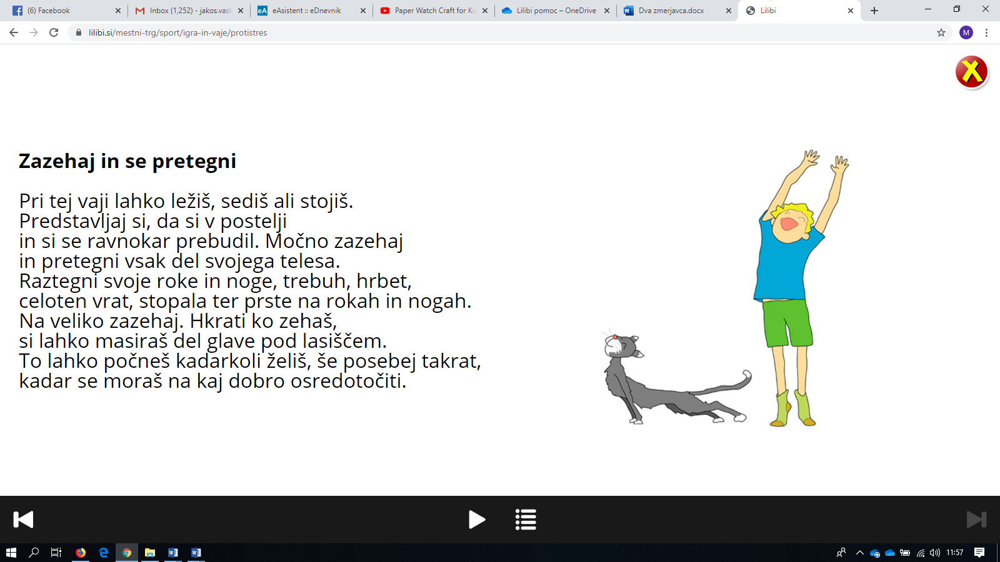 (6) Facebook
Inbox (1,252) - jakos.vasl
eAsistent :: eDnevnik
Paper Watch Craft for Kid
Lilibi pomoc – OneDrive
Dva zmerjavca.docx
Lilibi
lilibi.si/mestni-trg/sport/igra-in-vaje/protistres
M
X
Zazehaj in se pretegni
Pri tej vaji lahko ležiš, sediš ali stojiš.
Predstavljaj si, da si v postelji
in si se ravnokar prebudil. Močno zazehaj
in pretegni vsak del svojega telesa.
Raztegni svoje roke in noge, trebuh, hrbet,
celoten vrat, stopala ter prste na rokah in nogah.
Na veliko zazehaj. Hkrati ko zehaš,
si lahko masiraš del glave pod lasiščem.
To lahko počneš kadarkoli želiš, še posebej takrat,
kadar se moraš na kaj dobro osredotočiti.
11:57